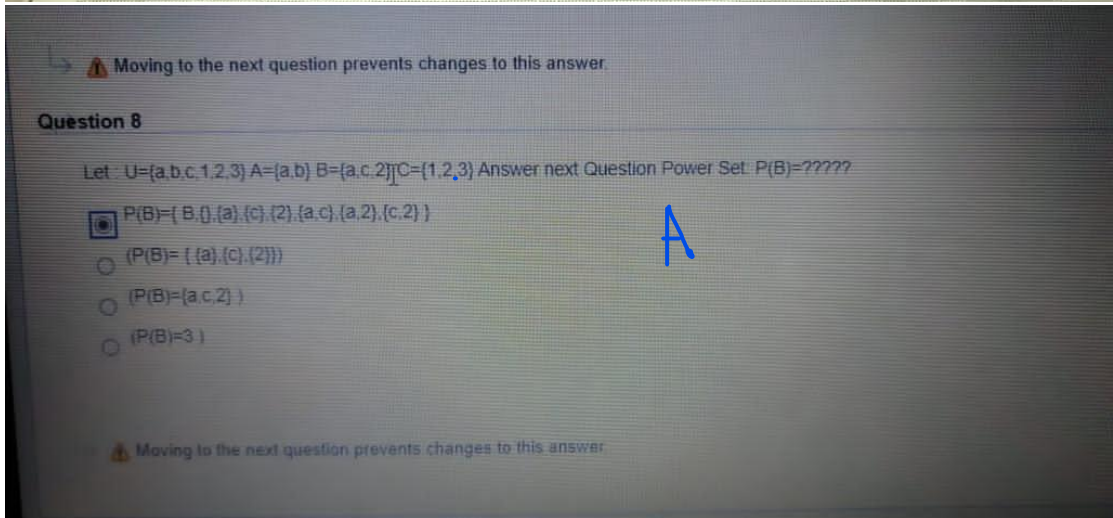 Moving to the next question prevents changes to this answer.
Question 8
Let : U={a,b,c,1,2,3} A={a,b} B={a,c,2} C={1,2,3} Answer next Question Power Set: P(B)=?????
P(B)={ B,{},{a},{c},{2},{a,c},{a,2},{c,2} }
(P(B)= { {a},{c},{2}})
(P(B)={a,c,2} )
(P(B)=3 )
A
Moving to the next question prevents changes to this answer.